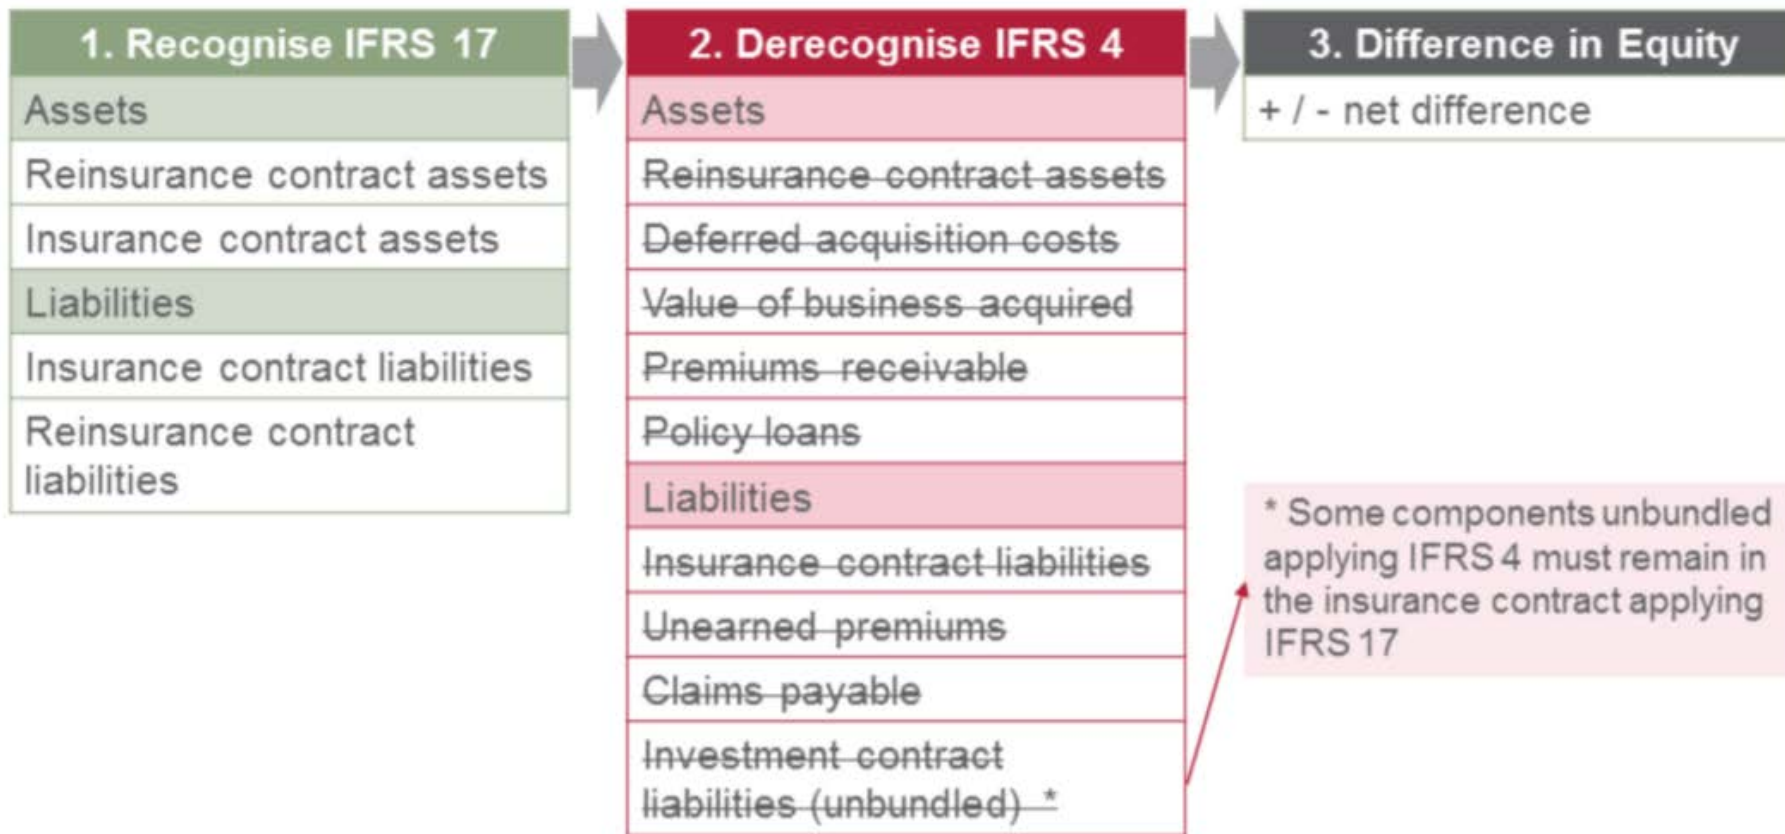 1. Recognise IFRS 17
Assets
Reinsurance contract assets
Insurance contract assets
Liabilities
Insurance contract liabilities
Reinsurance contract
liabilities
2. Derecognise IFRS 4
Assets
Reinsurance contract assets
Deferred acquisition costs
Value of business acquired
Premiums receivable
Policy loans
Liabilities
Insurance contract liabilities
Unearned premiums
Claims payable
Investment contract
liabilities (unbundled) *
3. Difference in Equity
+ / - net difference
* Some components unbundled
applying IFRS 4 must remain in
the insurance contract applying
IFRS 17